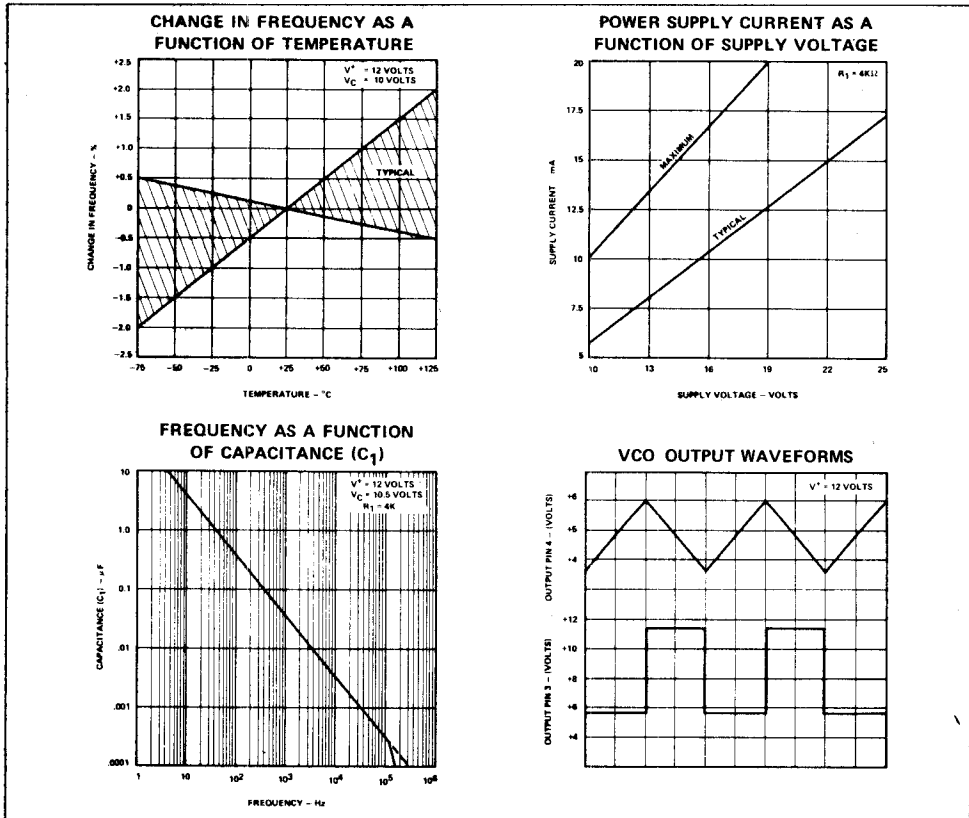 CHANGE IN FREQUENCY AS A
FUNCTION OF TEMPERATURE
+2.5
+2.0
+1.5
+1.0
+0.5
0
-0.5
-1.0
-1.5
-2.0
-2.5
CHANGE IN FREQUENCY – %
V⁺ = 12 VOLTS
V_C = 10 VOLTS
TYPICAL
-75 -50 -25 0 +25 +50 +75 +100 +125
TEMPERATURE – °C
POWER SUPPLY CURRENT AS A
FUNCTION OF SUPPLY VOLTAGE
20
17.5
15
12.5
10
7.5
5
SUPPLY CURRENT mA
R₁ = 4KΩ
MAXIMUM
TYPICAL
10 13 16 19 22 25
SUPPLY VOLTAGE – VOLTS
FREQUENCY AS A FUNCTION
OF CAPACITANCE (C₁)
10
1.0
0.1
.01
.001
.0001
CAPACITANCE (C₁) – μF
V⁺ = 12 VOLTS
V_C = 10.5 VOLTS
R₁ = 4K
1 10 10² 10³ 10⁴ 10⁵ 10⁶
FREQUENCY – Hz
VCO OUTPUT WAVEFORMS
V⁺ = 12 VOLTS
+6
+5
+4
OUTPUT PIN 4 – (VOLTS)
+12
+10
+8
+6
+4
OUTPUT PIN 3 – (VOLTS)